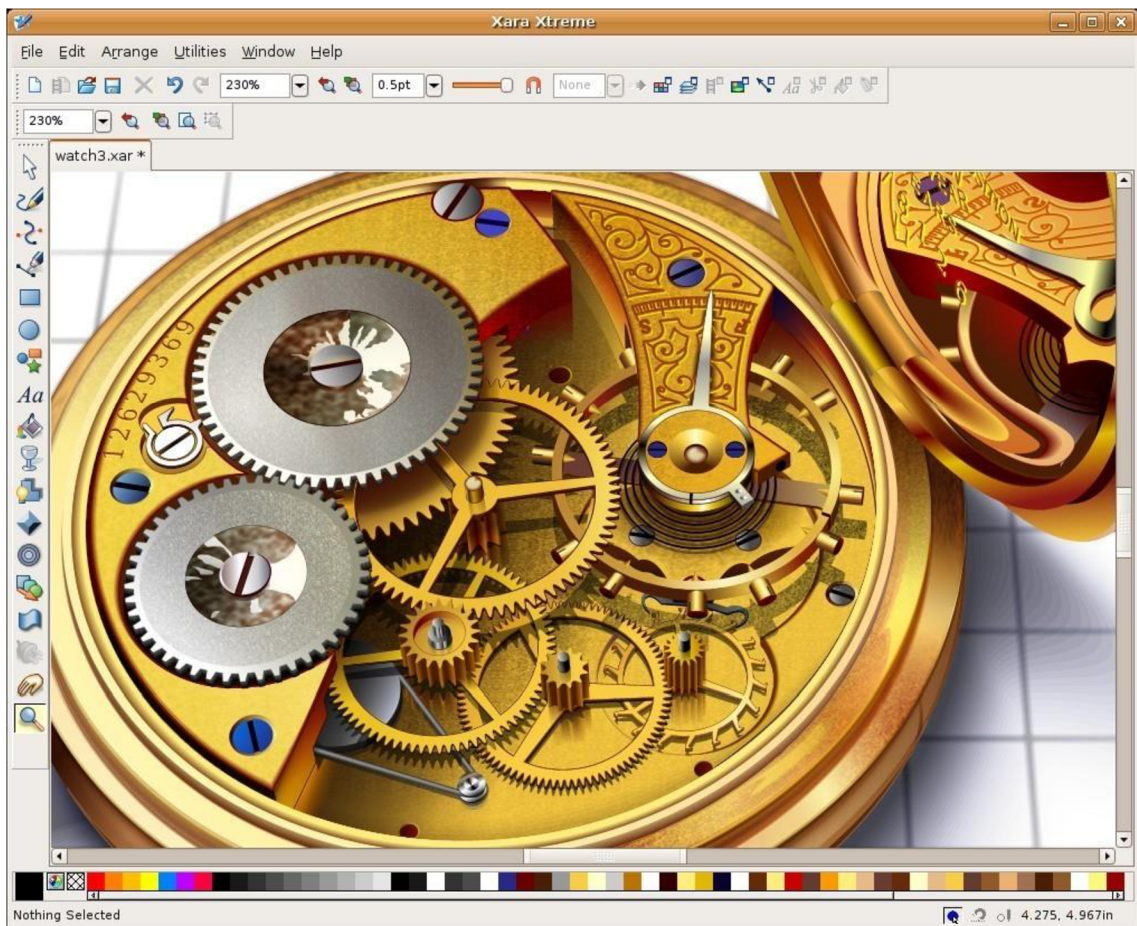 Xara Xtreme
File Edit Arrange Utilities Window Help
230% 0.5pt None Aa
230%
watch3.xar *
Aa
12629369
S F
Nothing Selected 4.275, 4.967in